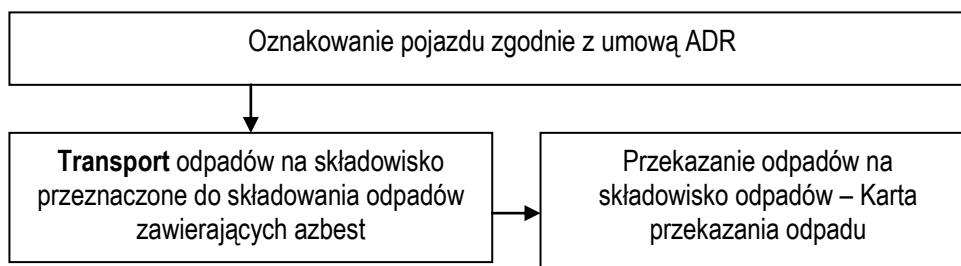 Oznakowanie pojazdu zgodnie z umową ADR
Transport odpadów na składowisko
przeznaczone do składowania odpadów
zawierających azbest
Przekazanie odpadów na
składowisko odpadów – Karta
przekazania odpadu